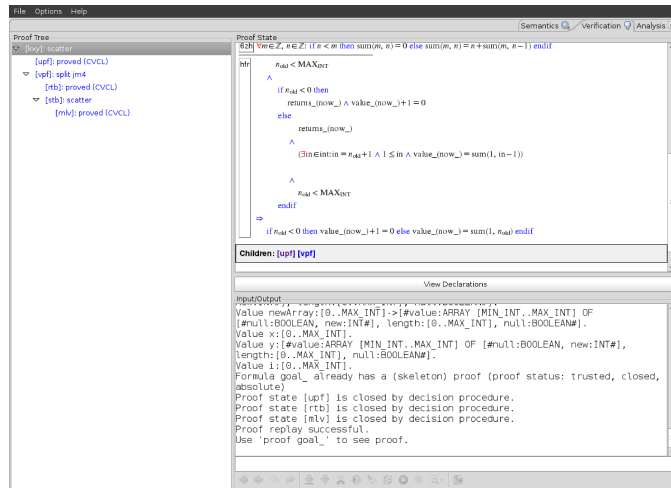 File Options Help
Semantics Verification Analysis
Proof Tree
[kxy]: scatter
[upf]: proved (CVCL)
[vpf]: split jm4
[rtb]: proved (CVCL)
[stb]: scatter
[mlv]: proved (CVCL)
Proof State
6zh ∀m∈ℤ, n∈ℤ: if n < m then sum(m, n) = 0 else sum(m, n) = n+sum(m, n−1) endif
hfr n_old < MAX_INT
∧
if n_old < 0 then
returns_(now_) ∧ value_(now_)+1 = 0
else
returns_(now_)
∧
(∃in∈int:in = n_old+1 ∧ 1 ≤ in ∧ value_(now_) = sum(1, in−1))
∧
n_old < MAX_INT
endif
⇒
if n_old < 0 then value_(now_)+1 = 0 else value_(now_) = sum(1, n_old) endif
Children: [upf] [vpf]
View Declarations
Input/Output
Value newArray:[0..MAX_INT]->[#value:ARRAY [MIN_INT..MAX_INT] OF
[#null:BOOLEAN, new:INT#], length:[0..MAX_INT], null:BOOLEAN#].
Value x:[0..MAX_INT].
Value y:[#value:ARRAY [MIN_INT..MAX_INT] OF [#null:BOOLEAN, new:INT#],
length:[0..MAX_INT], null:BOOLEAN#].
Value i:[0..MAX_INT].
Formula goal_ already has a (skeleton) proof (proof status: trusted, closed,
absolute)
Proof state [upf] is closed by decision procedure.
Proof state [rtb] is closed by decision procedure.
Proof state [mlv] is closed by decision procedure.
Proof replay successful.
Use 'proof goal_' to see proof.